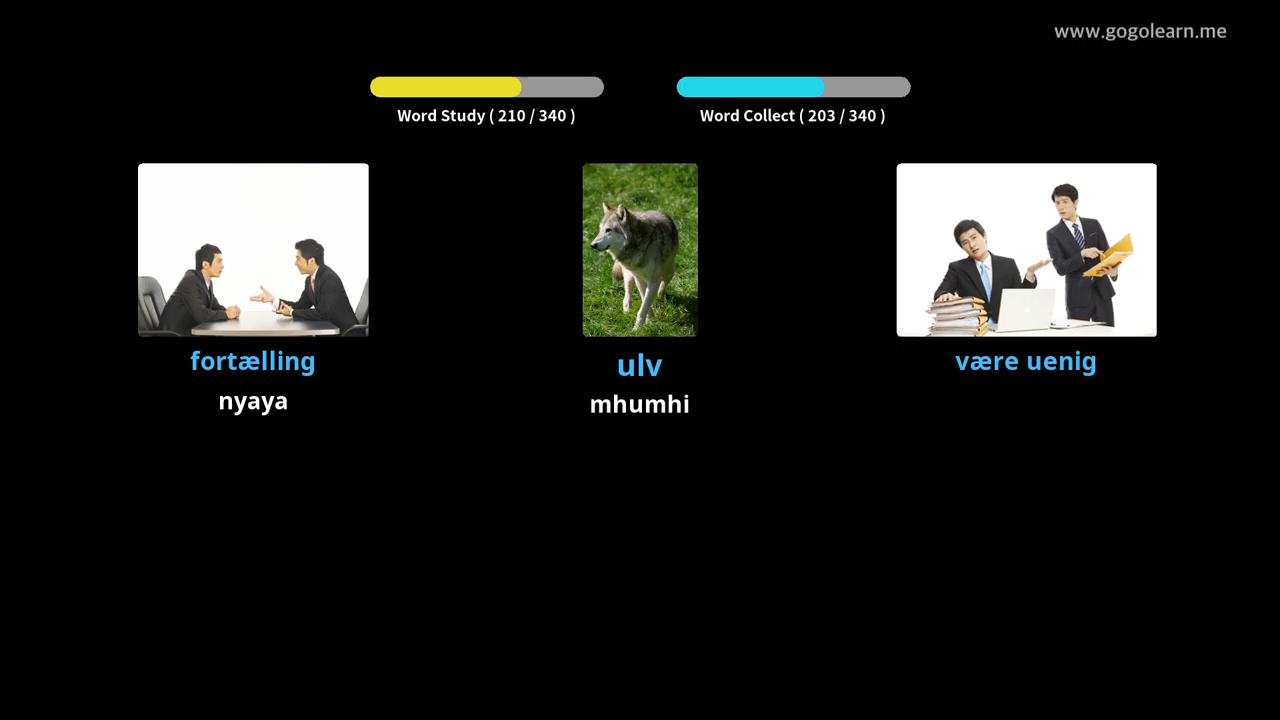 www.gogolearn.me
Word Study ( 210 / 340 )
Word Collect ( 203 / 340 )
fortælling
nyaya
ulv
mhumhi
være uenig